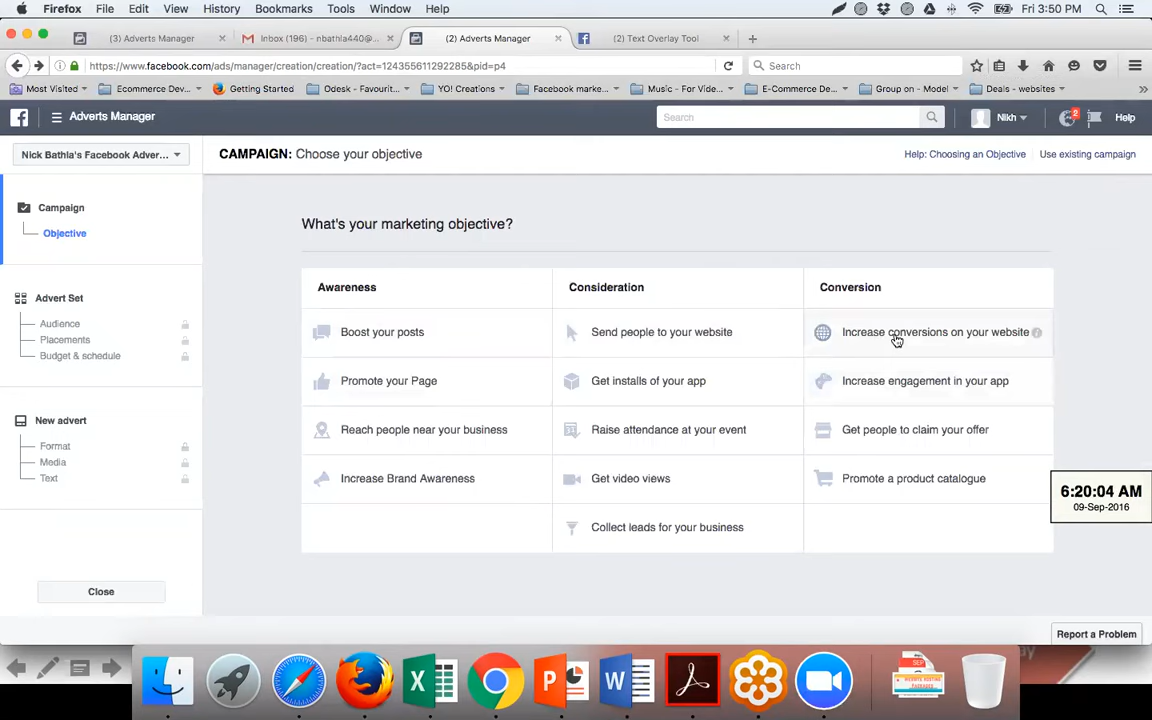 Firefox File Edit View History Bookmarks Tools Window Help Fri 3:50 PM
(3) Adverts Manager × Inbox (196) - nbathla440@... × (2) Adverts Manager × (2) Text Overlay Tool × +
https://www.facebook.com/ads/manager/creation/creation/?act=124355611292285&pid=p4 Search
Most Visited Ecommerce Dev... Getting Started Odesk - Favourit... YO! Creations Facebook marke... Music - For Vide... E-Commerce De... Group on - Model Deals - websites
Adverts Manager Search Nikh 2 Help
Nick Bathla's Facebook Adver... CAMPAIGN: Choose your objective Help: Choosing an Objective Use existing campaign
Campaign
Objective
Advert Set
Audience
Placements
Budget & schedule
New advert
Format
Media
Text
Close
What's your marketing objective?
Awareness Consideration Conversion
Boost your posts Send people to your website Increase conversions on your website
Promote your Page Get installs of your app Increase engagement in your app
Reach people near your business Raise attendance at your event Get people to claim your offer
Increase Brand Awareness Get video views Promote a product catalogue
Collect leads for your business
6:20:04 AM
09-Sep-2016
Report a Problem